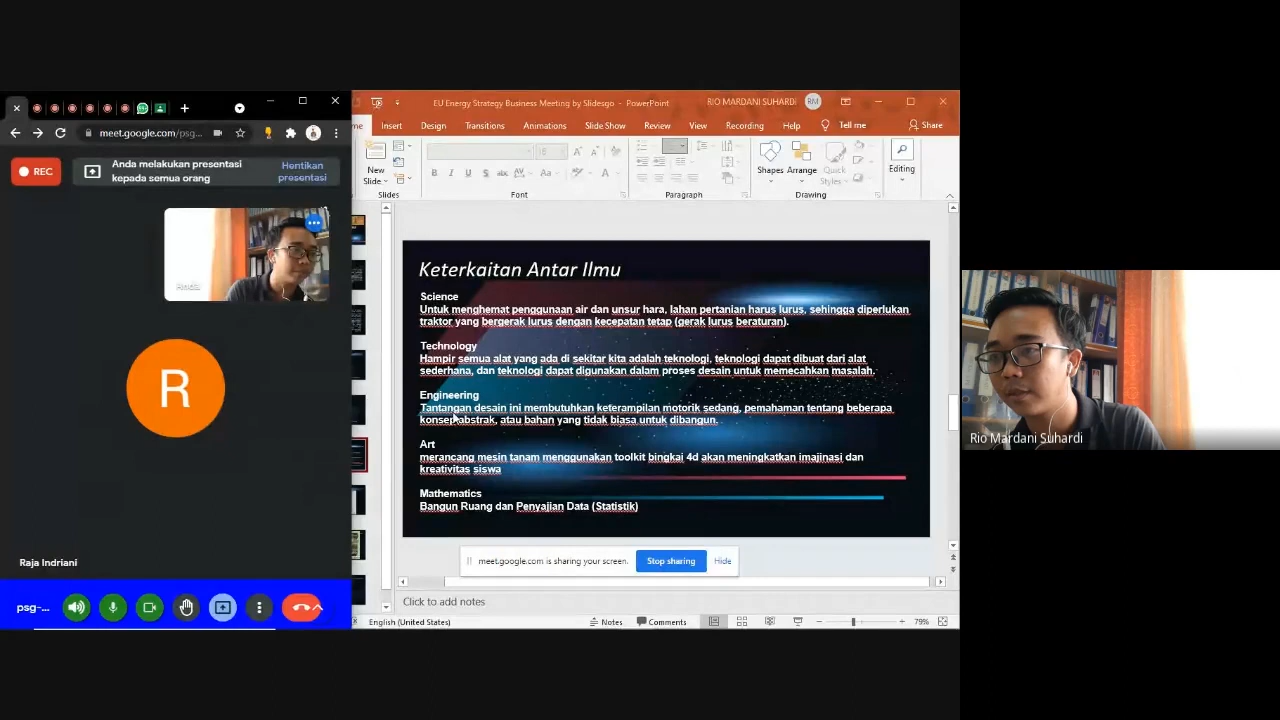 EU Energy Strategy Business Meeting by Slidesgo - PowerPoint
RIO MARDANI SUHARDI
RM
meet.google.com/psg...
Insert
Design
Transitions
Animations
Slide Show
Review
View
Recording
Help
Tell me
Share
REC
Anda melakukan presentasi
kepada semua orang
Hentikan
presentasi
New
Slide
Slides
Font
Paragraph
Shapes
Arrange
Quick
Styles
Drawing
Editing
Keterkaitan Antar Ilmu
Science
Untuk menghemat penggunaan air dan unsur hara, lahan pertanian harus lurus, sehingga diperlukan
traktor yang bergerak lurus dengan kecepatan tetap (gerak lurus beraturan).
Technology
Hampir semua alat yang ada di sekitar kita adalah teknologi, teknologi dapat dibuat dari alat
sederhana, dan teknologi dapat digunakan dalam proses desain untuk memecahkan masalah.
Engineering
Tantangan desain ini membutuhkan keterampilan motorik sedang, pemahaman tentang beberapa
konsep abstrak, atau bahan yang tidak biasa untuk dibangun.
Art
merancang mesin tanam menggunakan toolkit bingkai 4d akan meningkatkan imajinasi dan
kreativitas siswa
Mathematics
Bangun Ruang dan Penyajian Data (Statistik)
Anda
R
Raja Indriani
Rio Mardani Suhardi
meet.google.com is sharing your screen.
Stop sharing
Hide
Click to add notes
psg-...
English (United States)
Notes
Comments
79%